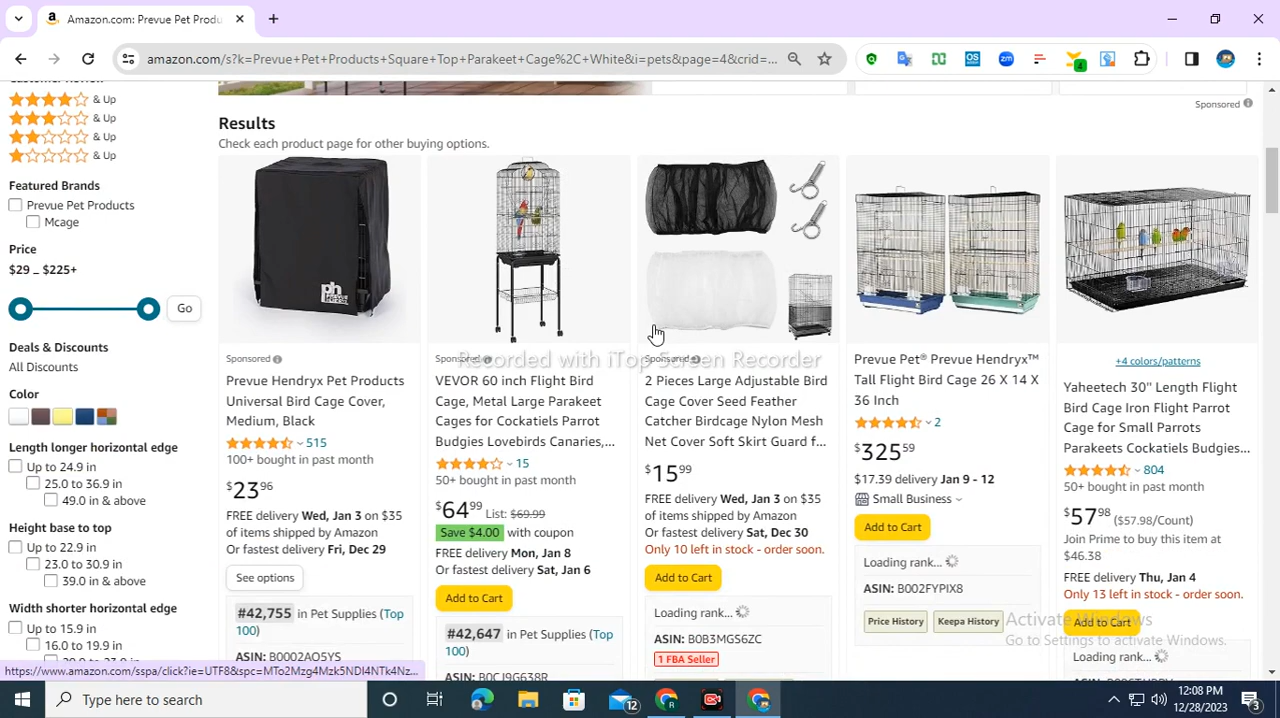 Amazon.com: Prevue Pet Produ
amazon.com/s?k=Prevue+Pet+Products+Square+Top+Parakeet+Cage%2C+White&i=pets&page=4&crid=...
4
Customer Review
& Up
& Up
& Up
& Up
Featured Brands
Prevue Pet Products
Mcage
Price
$29 – $225+
Go
Deals & Discounts
All Discounts
Color
Length longer horizontal edge
Up to 24.9 in
25.0 to 36.9 in
49.0 in & above
Height base to top
Up to 22.9 in
23.0 to 30.9 in
39.0 in & above
Width shorter horizontal edge
Up to 15.9 in
16.0 to 19.9 in
Sponsored
Results
Check each product page for other buying options.
ph
Sponsored
Prevue Hendryx Pet Products
Universal Bird Cage Cover,
Medium, Black
515
100+ bought in past month
$23 96
FREE delivery Wed, Jan 3 on $35
of items shipped by Amazon
Or fastest delivery Fri, Dec 29
See options
#42,755 in Pet Supplies (Top
100)
ASIN: B0002AQ5YS
Sponsored
VEVOR 60 inch Flight Bird
Cage, Metal Large Parakeet
Cages for Cockatiels Parrot
Budgies Lovebirds Canaries,...
15
50+ bought in past month
$64 99 List: $69.99
Save $4.00 with coupon
FREE delivery Mon, Jan 8
Or fastest delivery Sat, Jan 6
Add to Cart
#42,647 in Pet Supplies (Top
100)
ASIN: B0CJ9G638R
Sponsored
2 Pieces Large Adjustable Bird
Cage Cover Seed Feather
Catcher Birdcage Nylon Mesh
Net Cover Soft Skirt Guard f...
$15 99
FREE delivery Wed, Jan 3 on $35
of items shipped by Amazon
Or fastest delivery Sat, Dec 30
Only 10 left in stock - order soon.
Add to Cart
Loading rank...
ASIN: B0B3MGS6ZC
1 FBA Seller
Prevue Pet® Prevue Hendryx™
Tall Flight Bird Cage 26 X 14 X
36 Inch
2
$325 59
$17.39 delivery Jan 9 - 12
Small Business
Add to Cart
Loading rank...
ASIN: B002FYPIX8
Price History
Keepa History
+4 colors/patterns
Yaheetech 30'' Length Flight
Bird Cage Iron Flight Parrot
Cage for Small Parrots
Parakeets Cockatiels Budgies...
804
50+ bought in past month
$57 98 ($57.98/Count)
Join Prime to buy this item at
$46.38
FREE delivery Thu, Jan 4
Only 13 left in stock - order soon.
Add to Cart
Loading rank...
Recorded with iTop Screen Recorder
Activate Windows
Go to Settings to activate Windows.
https://www.amazon.com/sspa/click?ie=UTF8&spc=MTo2Mzg4Mzk5NDI4NTk4Nz...
Type here to search
12
12:08 PM
12/28/2023
3